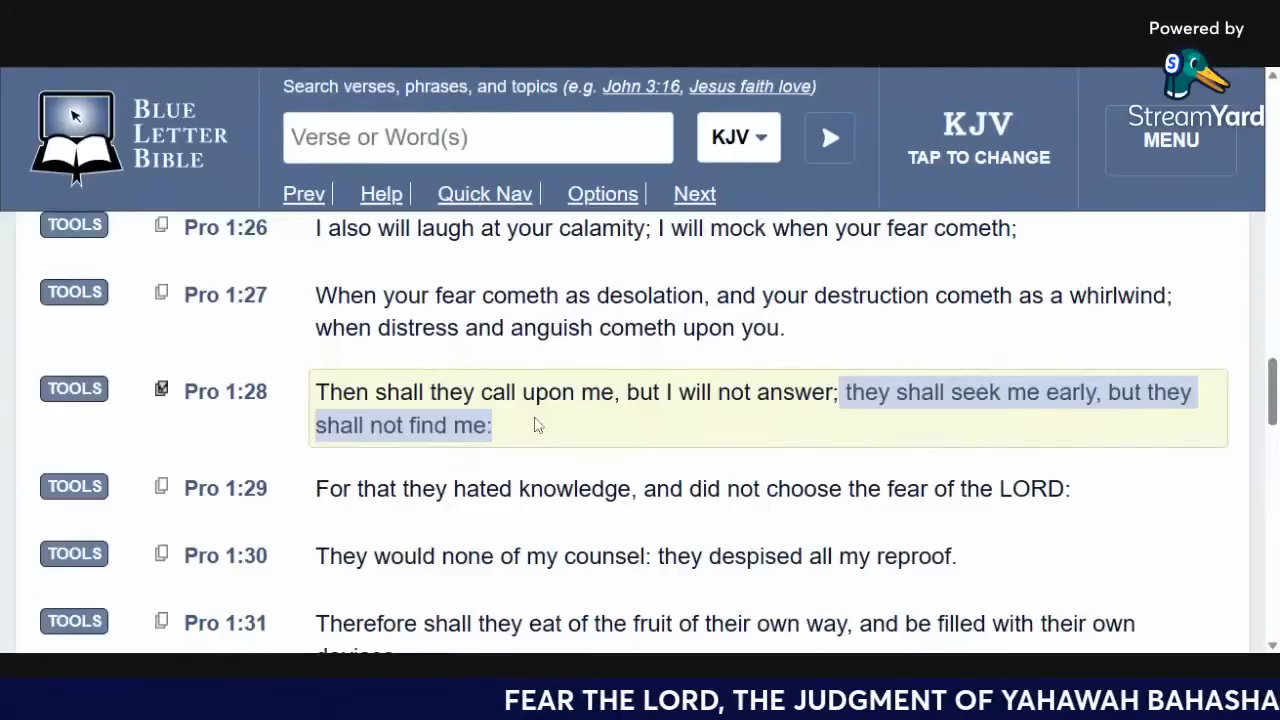 Powered by
StreamYard
BLUE
LETTER
BIBLE
Search verses, phrases, and topics (e.g. John 3:16, Jesus faith love)
Verse or Word(s)
KJV
KJV
TAP TO CHANGE
MENU
Prev
Help
Quick Nav
Options
Next
TOOLS Pro 1:26 I also will laugh at your calamity; I will mock when your fear cometh;
TOOLS Pro 1:27 When your fear cometh as desolation, and your destruction cometh as a whirlwind;
when distress and anguish cometh upon you.
TOOLS Pro 1:28 Then shall they call upon me, but I will not answer; they shall seek me early, but they
shall not find me:
TOOLS Pro 1:29 For that they hated knowledge, and did not choose the fear of the LORD:
TOOLS Pro 1:30 They would none of my counsel: they despised all my reproof.
TOOLS Pro 1:31 Therefore shall they eat of the fruit of their own way, and be filled with their own
FEAR THE LORD, THE JUDGMENT OF YAHAWAH BAHASHA